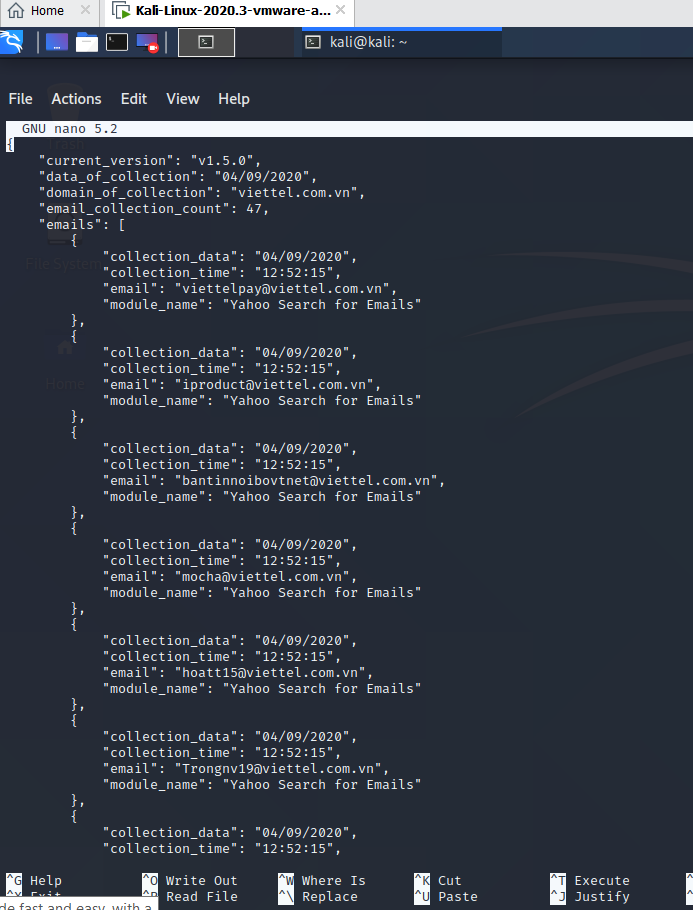 Home
Kali-Linux-2020.3-vmware-a...
kali@kali: ~
File Actions Edit View Help
GNU nano 5.2
{
"current_version": "v1.5.0",
"data_of_collection": "04/09/2020",
"domain_of_collection": "viettel.com.vn",
"email_collection_count": 47,
"emails": [
{
"collection_data": "04/09/2020",
"collection_time": "12:52:15",
"email": "viettelpay@viettel.com.vn",
"module_name": "Yahoo Search for Emails"
},
{
"collection_data": "04/09/2020",
"collection_time": "12:52:15",
"email": "iproduct@viettel.com.vn",
"module_name": "Yahoo Search for Emails"
},
{
"collection_data": "04/09/2020",
"collection_time": "12:52:15",
"email": "bantinnoibovtnet@viettel.com.vn",
"module_name": "Yahoo Search for Emails"
},
{
"collection_data": "04/09/2020",
"collection_time": "12:52:15",
"email": "mocha@viettel.com.vn",
"module_name": "Yahoo Search for Emails"
},
{
"collection_data": "04/09/2020",
"collection_time": "12:52:15",
"email": "hoatt15@viettel.com.vn",
"module_name": "Yahoo Search for Emails"
},
{
"collection_data": "04/09/2020",
"collection_time": "12:52:15",
"email": "Trongnv19@viettel.com.vn",
"module_name": "Yahoo Search for Emails"
},
{
"collection_data": "04/09/2020",
"collection_time": "12:52:15",
File System
Home
^G Help ^O Write Out ^W Where Is ^K Cut ^T Execute
Read File ^\ Replace ^U Paste ^J Justify
de fast and easy, with a